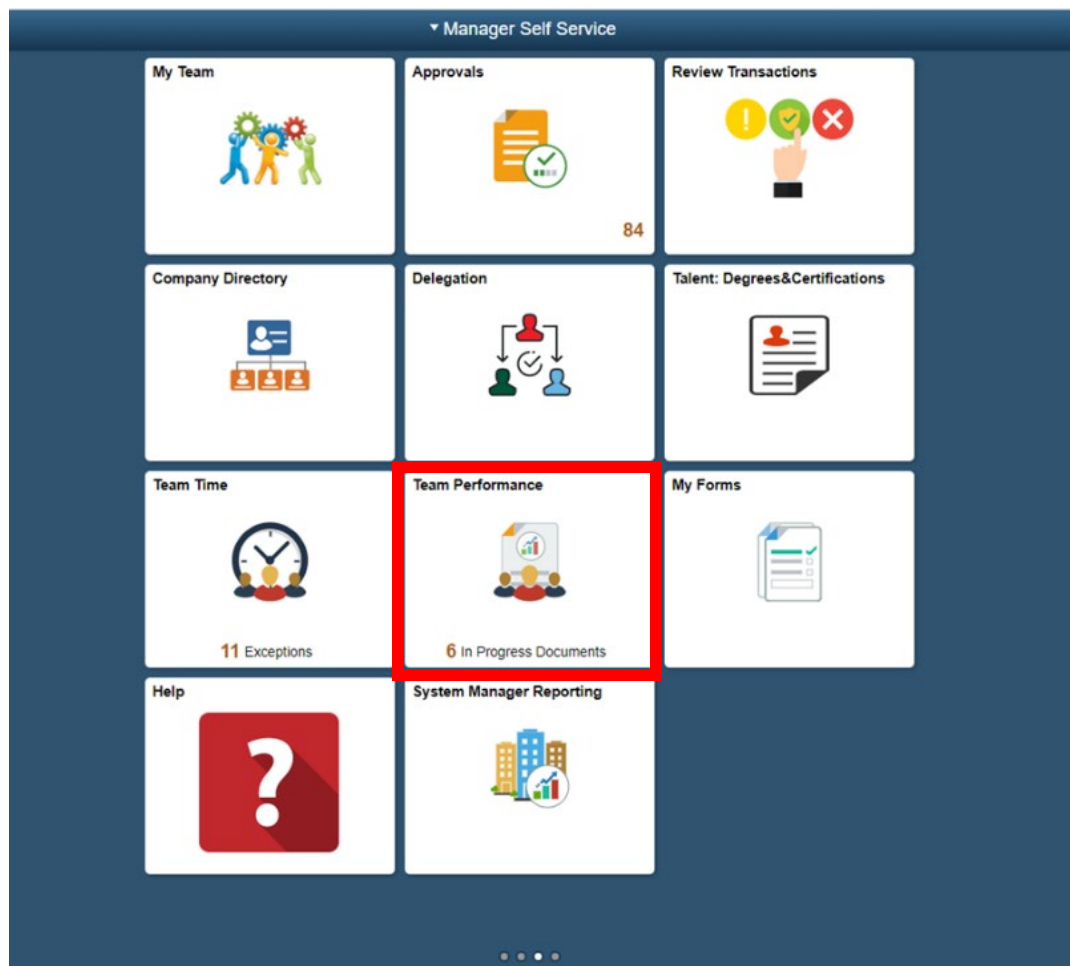 Manager Self Service
My Team
Approvals
84
Review Transactions
Company Directory
Delegation
Talent: Degrees&Certifications
Team Time
11 Exceptions
Team Performance
6 In Progress Documents
My Forms
Help
?
System Manager Reporting